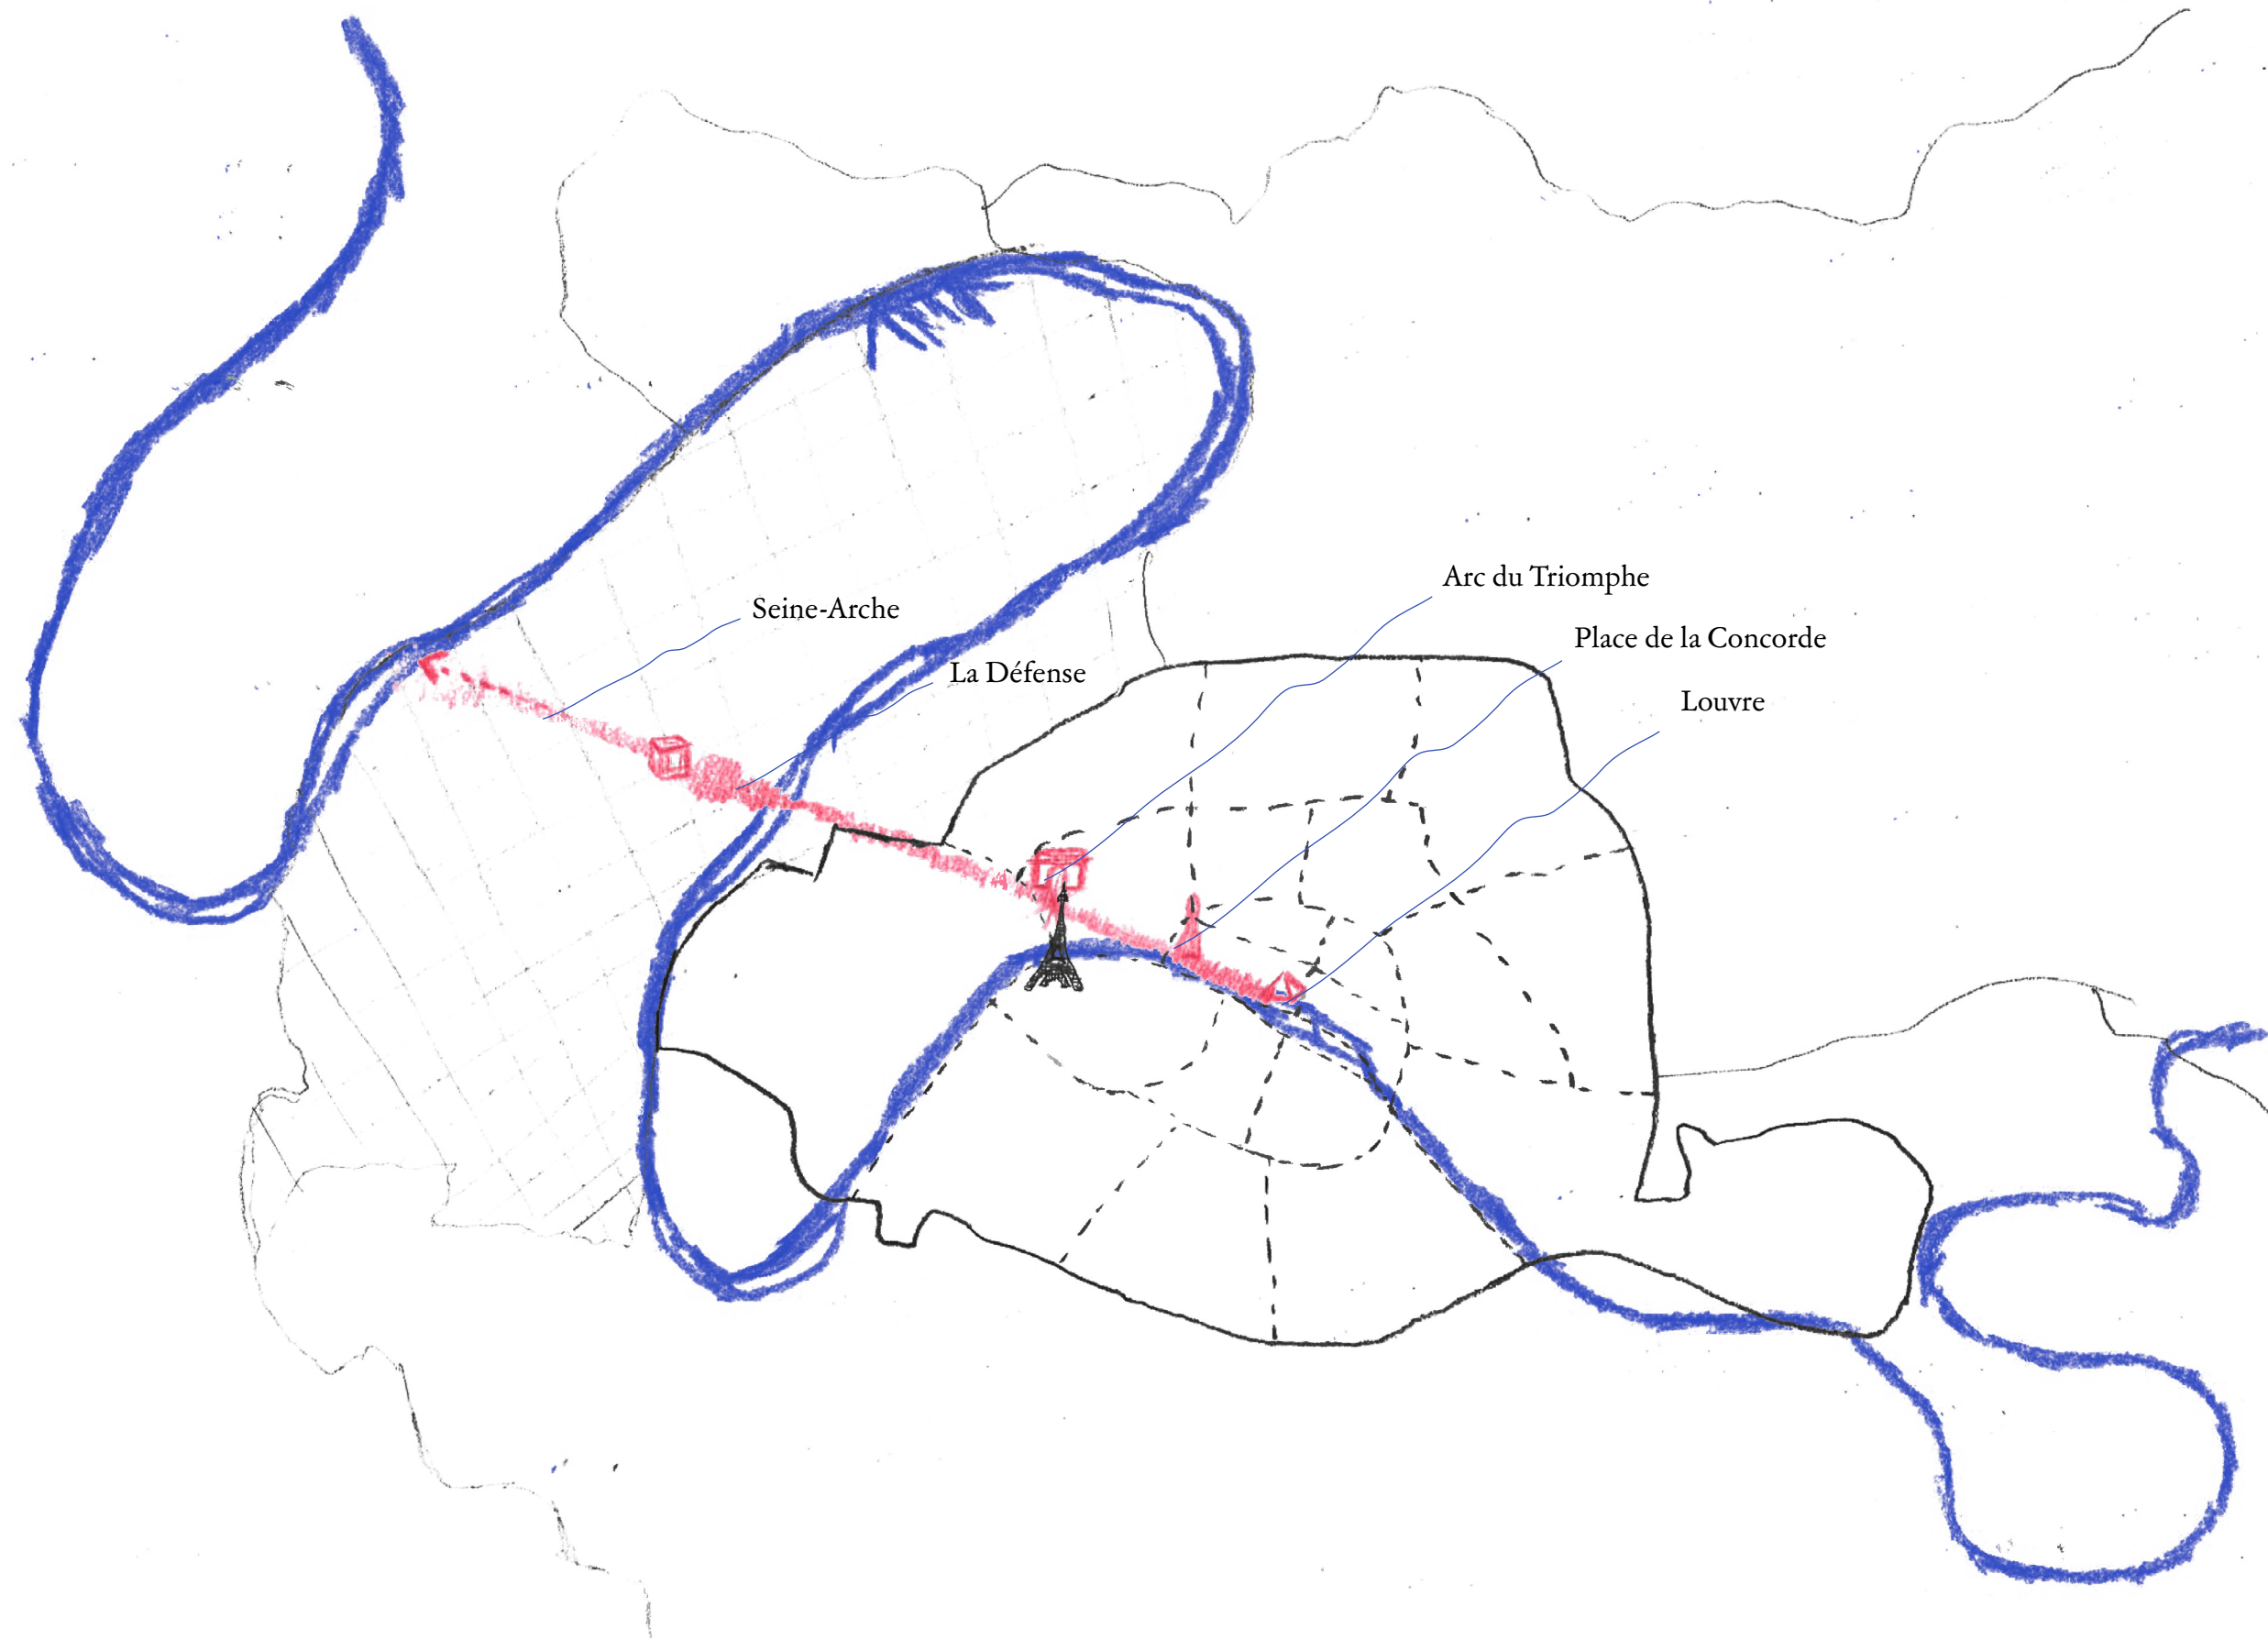 Arc du Triomphe
Seine-Arche
Place de la Concorde
La Défense
Louvre